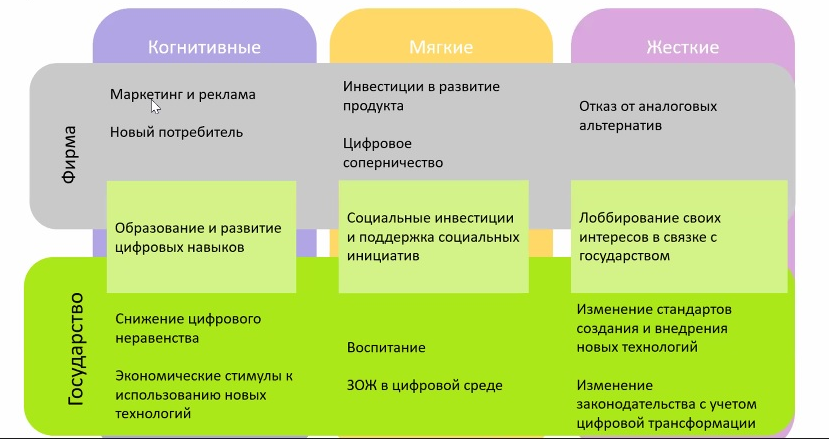 Когнитивные
Мягкие
Жесткие
Фирма
Маркетинг и реклама
Новый потребитель
Инвестиции в развитие
продукта
Цифровое
соперничество
Отказ от аналоговых
альтернатив
Образование и развитие
цифровых навыков
Социальные инвестиции
и поддержка социальных
инициатив
Лоббирование своих
интересов в связке с
государством
Государство
Снижение цифрового
неравенства
Экономические стимулы к
использованию новых
технологий
Воспитание
ЗОЖ в цифровой среде
Изменение стандартов
создания и внедрения
новых технологий
Изменение
законодательства с учетом
цифровой трансформации